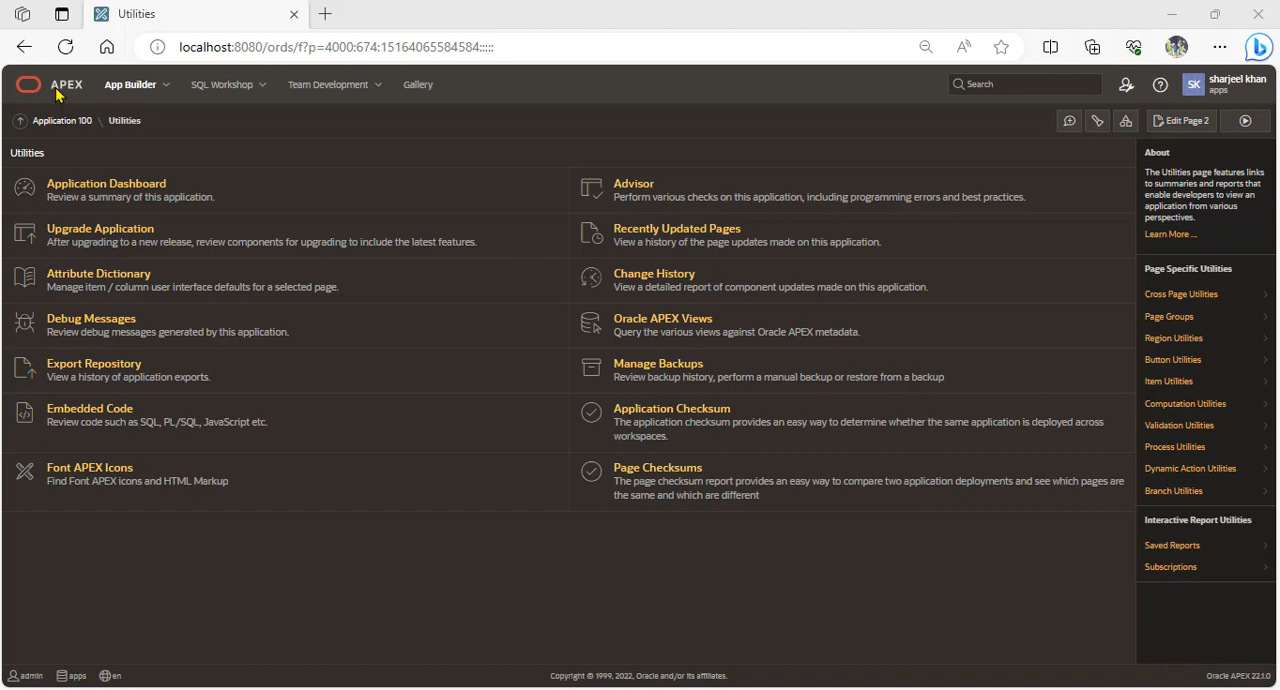 Utilities
localhost:8080/ords/f?p=4000:674:15164065584584:::::
APEX App Builder SQL Workshop Team Development Gallery Search SK sharjeel khan
apps
Application 100 \ Utilities Edit Page 2
Utilities
Application Dashboard
Review a summary of this application.
Advisor
Perform various checks on this application, including programming errors and best practices.
Upgrade Application
After upgrading to a new release, review components for upgrading to include the latest features.
Recently Updated Pages
View a history of the page updates made on this application.
Attribute Dictionary
Manage item / column user interface defaults for a selected page.
Change History
View a detailed report of component updates made on this application.
Debug Messages
Review debug messages generated by this application.
Oracle APEX Views
Query the various views against Oracle APEX metadata.
Export Repository
View a history of application exports.
Manage Backups
Review backup history, perform a manual backup or restore from a backup
Embedded Code
Review code such as SQL, PL/SQL, JavaScript etc.
Application Checksum
The application checksum provides an easy way to determine whether the same application is deployed across
workspaces.
Font APEX Icons
Find Font APEX icons and HTML Markup
Page Checksums
The page checksum report provides an easy way to compare two application deployments and see which pages are
the same and which are different
About
The Utilities page features links
to summaries and reports that
enable developers to view an
application from various
perspectives.
Learn More ...
Page Specific Utilities
Cross Page Utilities
Page Groups
Region Utilities
Button Utilities
Item Utilities
Computation Utilities
Validation Utilities
Process Utilities
Dynamic Action Utilities
Branch Utilities
Interactive Report Utilities
Saved Reports
Subscriptions
admin apps en Copyright © 1999, 2022, Oracle and/or its affiliates. Oracle APEX 22.1.0